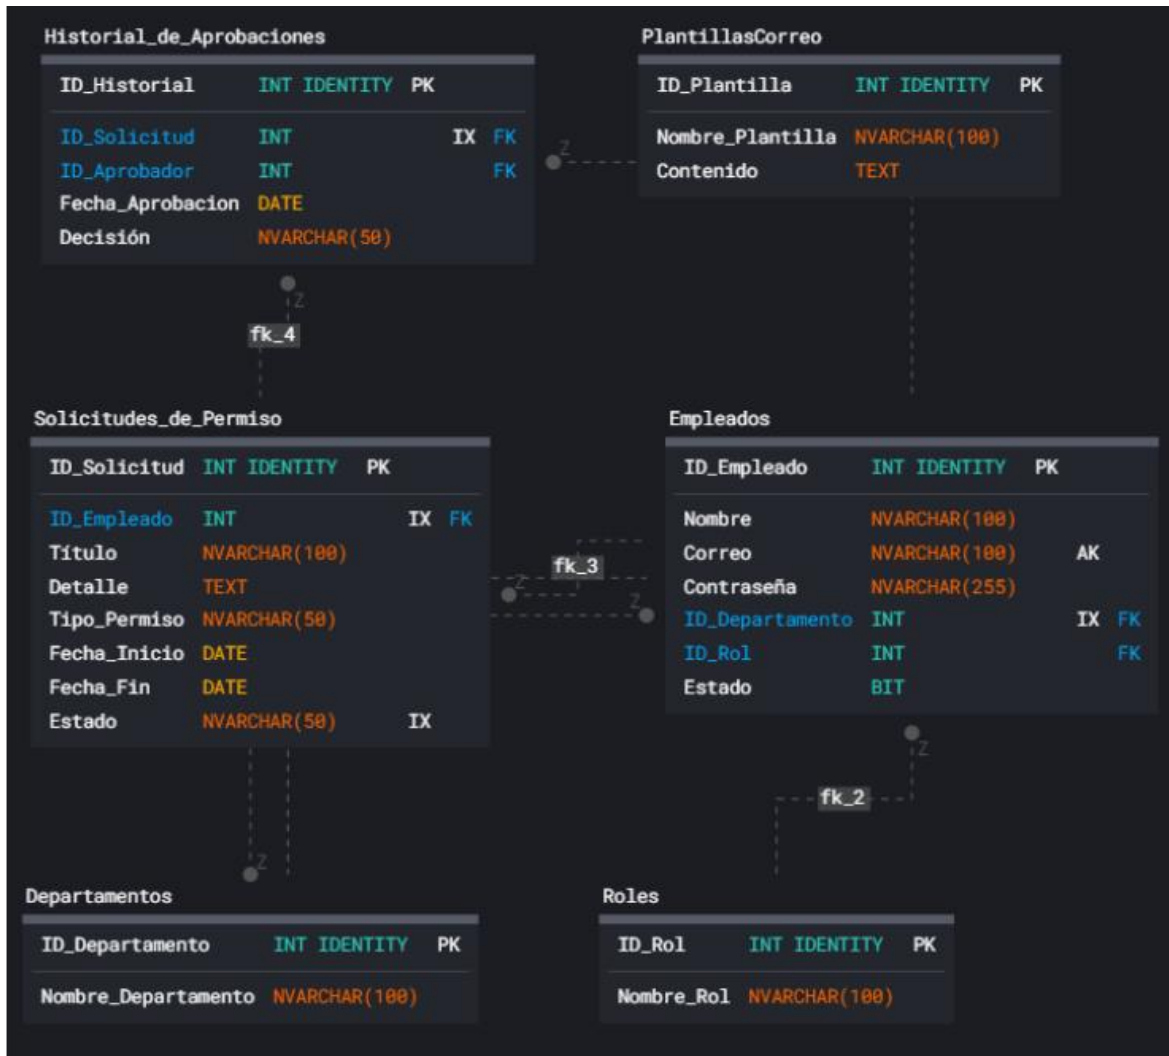 Historial_de_Aprobaciones
ID_Historial INT IDENTITY PK
ID_Solicitud INT IX FK
ID_Aprobador INT FK
Fecha_Aprobacion DATE
Decisión NVARCHAR(50)
PlantillasCorreo
ID_Plantilla INT IDENTITY PK
Nombre_Plantilla NVARCHAR(100)
Contenido TEXT
Z
Z
fk_4
Solicitudes_de_Permiso
ID_Solicitud INT IDENTITY PK
ID_Empleado INT IX FK
Título NVARCHAR(100)
Detalle TEXT
Tipo_Permiso NVARCHAR(50)
Fecha_Inicio DATE
Fecha_Fin DATE
Estado NVARCHAR(50) IX
fk_3
Z
Z
Empleados
ID_Empleado INT IDENTITY PK
Nombre NVARCHAR(100)
Correo NVARCHAR(100) AK
Contraseña NVARCHAR(255)
ID_Departamento INT IX FK
ID_Rol INT FK
Estado BIT
Z
fk_2
Z
Departamentos
ID_Departamento INT IDENTITY PK
Nombre_Departamento NVARCHAR(100)
Roles
ID_Rol INT IDENTITY PK
Nombre_Rol NVARCHAR(100)